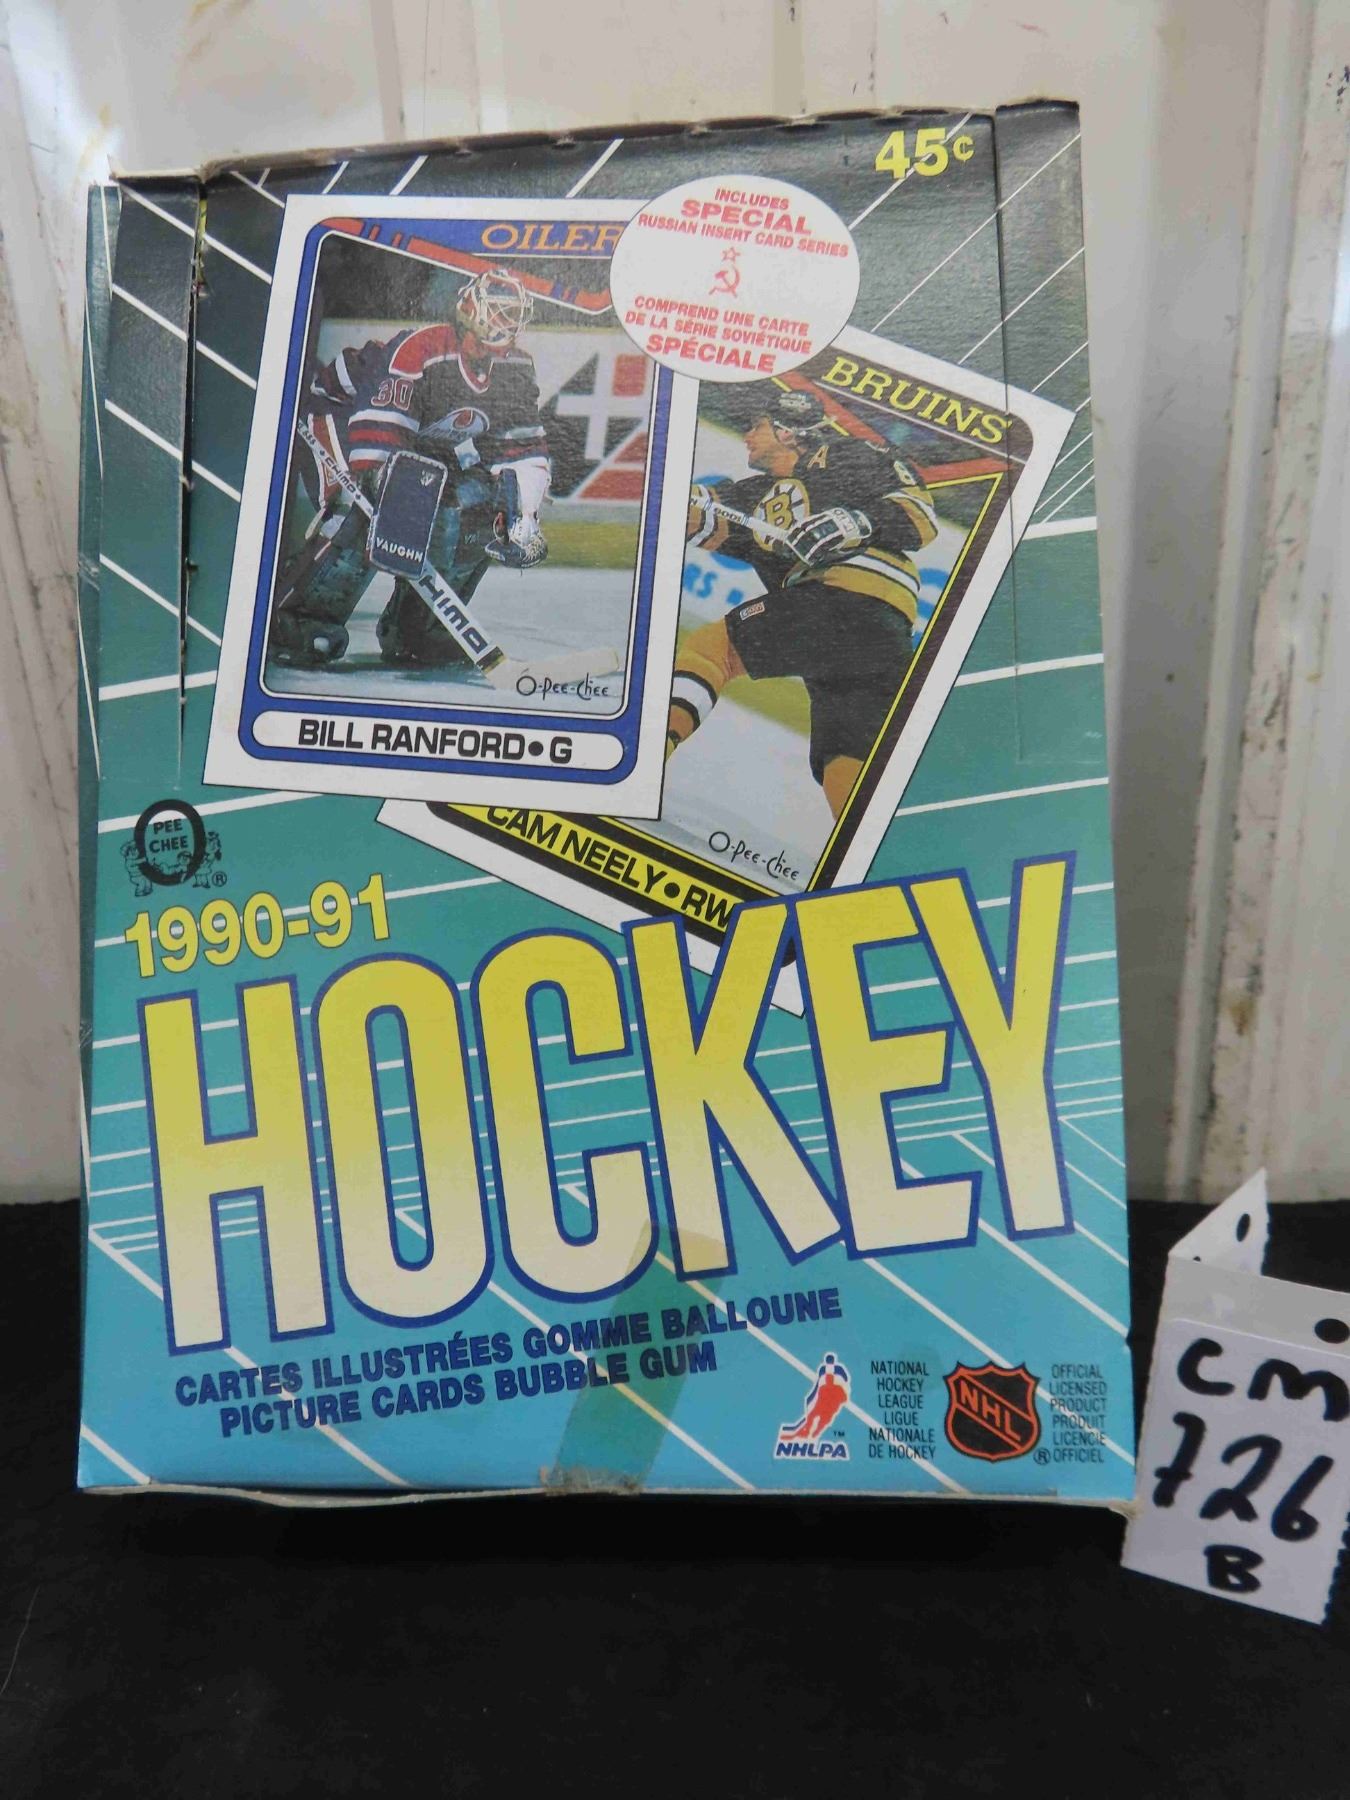 45¢
INCLUDES
SPECIAL
RUSSIAN INSERT CARD SERIES
COMPREND UNE CARTE
DE LA SÉRIE SOVIÉTIQUE
SPÉCIALE
OILER
30
VAUGHN
CHIMO
O-Pee-Chee
BILL RANFORD • G
BRUINS
A
B
O-Pee-Chee
CAM NEELY • RW
O
PEE
CHEE
®
1990-91
HOCKEY
CARTES ILLUSTRÉES GOMME BALLOUNE
PICTURE CARDS BUBBLE GUM
NHLPA
™
NATIONAL
HOCKEY
LEAGUE
LIGUE
NATIONALE
DE HOCKEY
NHL
®
OFFICIAL
LICENSED
PRODUCT
PRODUIT
LICENCIÉ
OFFICIEL
CM
726
B